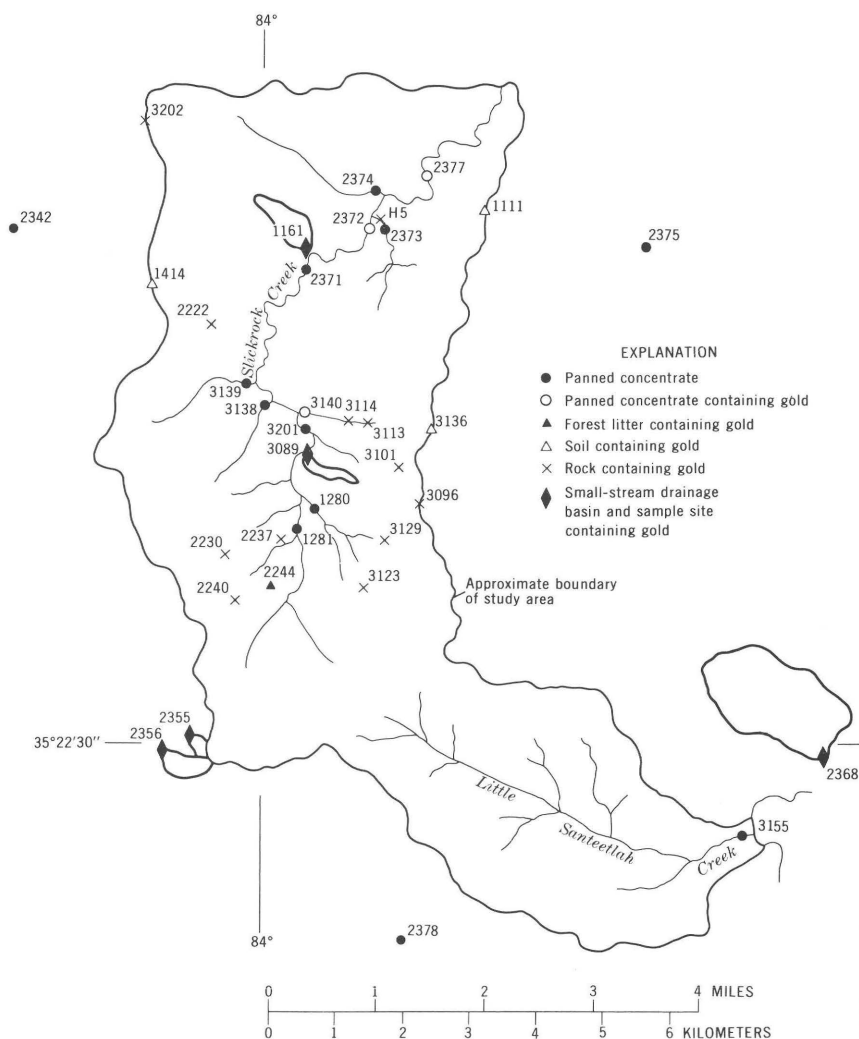 84°
3202
2377
2374
H5
2372
1111
2342
1161
2373
2375
2371
1414
Slickrock Creek
2222
EXPLANATION
Panned concentrate
Panned concentrate containing gold
Forest litter containing gold
Soil containing gold
Rock containing gold
Small-stream drainage
basin and sample site
containing gold
3139
3140
3114
3138
3113
3136
3201
3089
3101
1280
3096
2237
1281
3129
2230
2244
3123
2240
Approximate boundary
of study area
2355
2356
35°22'30"
2368
Little Santeetlah Creek
3155
84°
2378
0 1 2 3 4 MILES
0 1 2 3 4 5 6 KILOMETERS